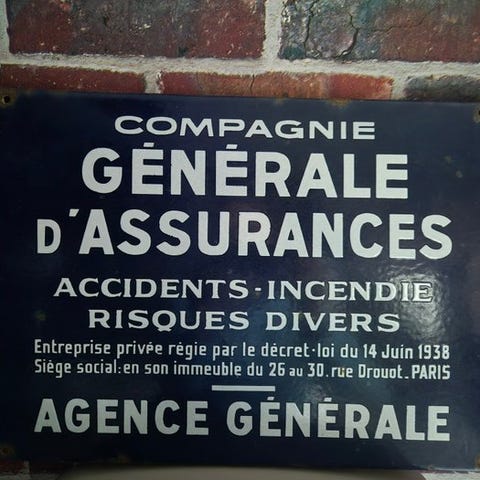 COMPAGNIE
GÉNÉRALE
D'ASSURANCES
ACCIDENTS-INCENDIE
RISQUES DIVERS
Entreprise privée régie par le décret-loi du 14 Juin 1938
Siège social: en son immeuble du 26 au 30. rue Drouot. PARIS
AGENCE GÉNÉRALE